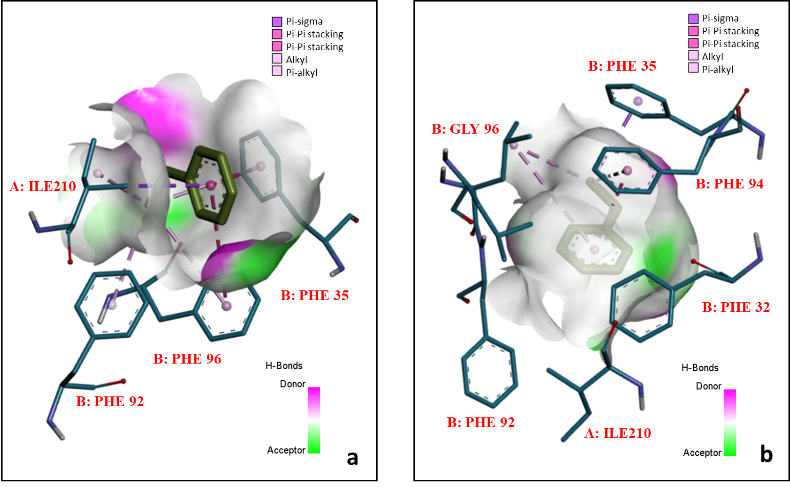 Pi-sigma
Pi-Pi stacking
Pi-Pi stacking
Alkyl
Pi-alkyl
A: ILE210
B: PHE 35
B: PHE 96
B: PHE 92
H-Bonds
Donor
Acceptor
a
Pi-sigma
Pi-Pi stacking
Pi-Pi stacking
Alkyl
Pi-alkyl
B: PHE 35
B: GLY 96
B: PHE 94
B: PHE 32
B: PHE 92
A: ILE210
H-Bonds
Donor
Acceptor
b